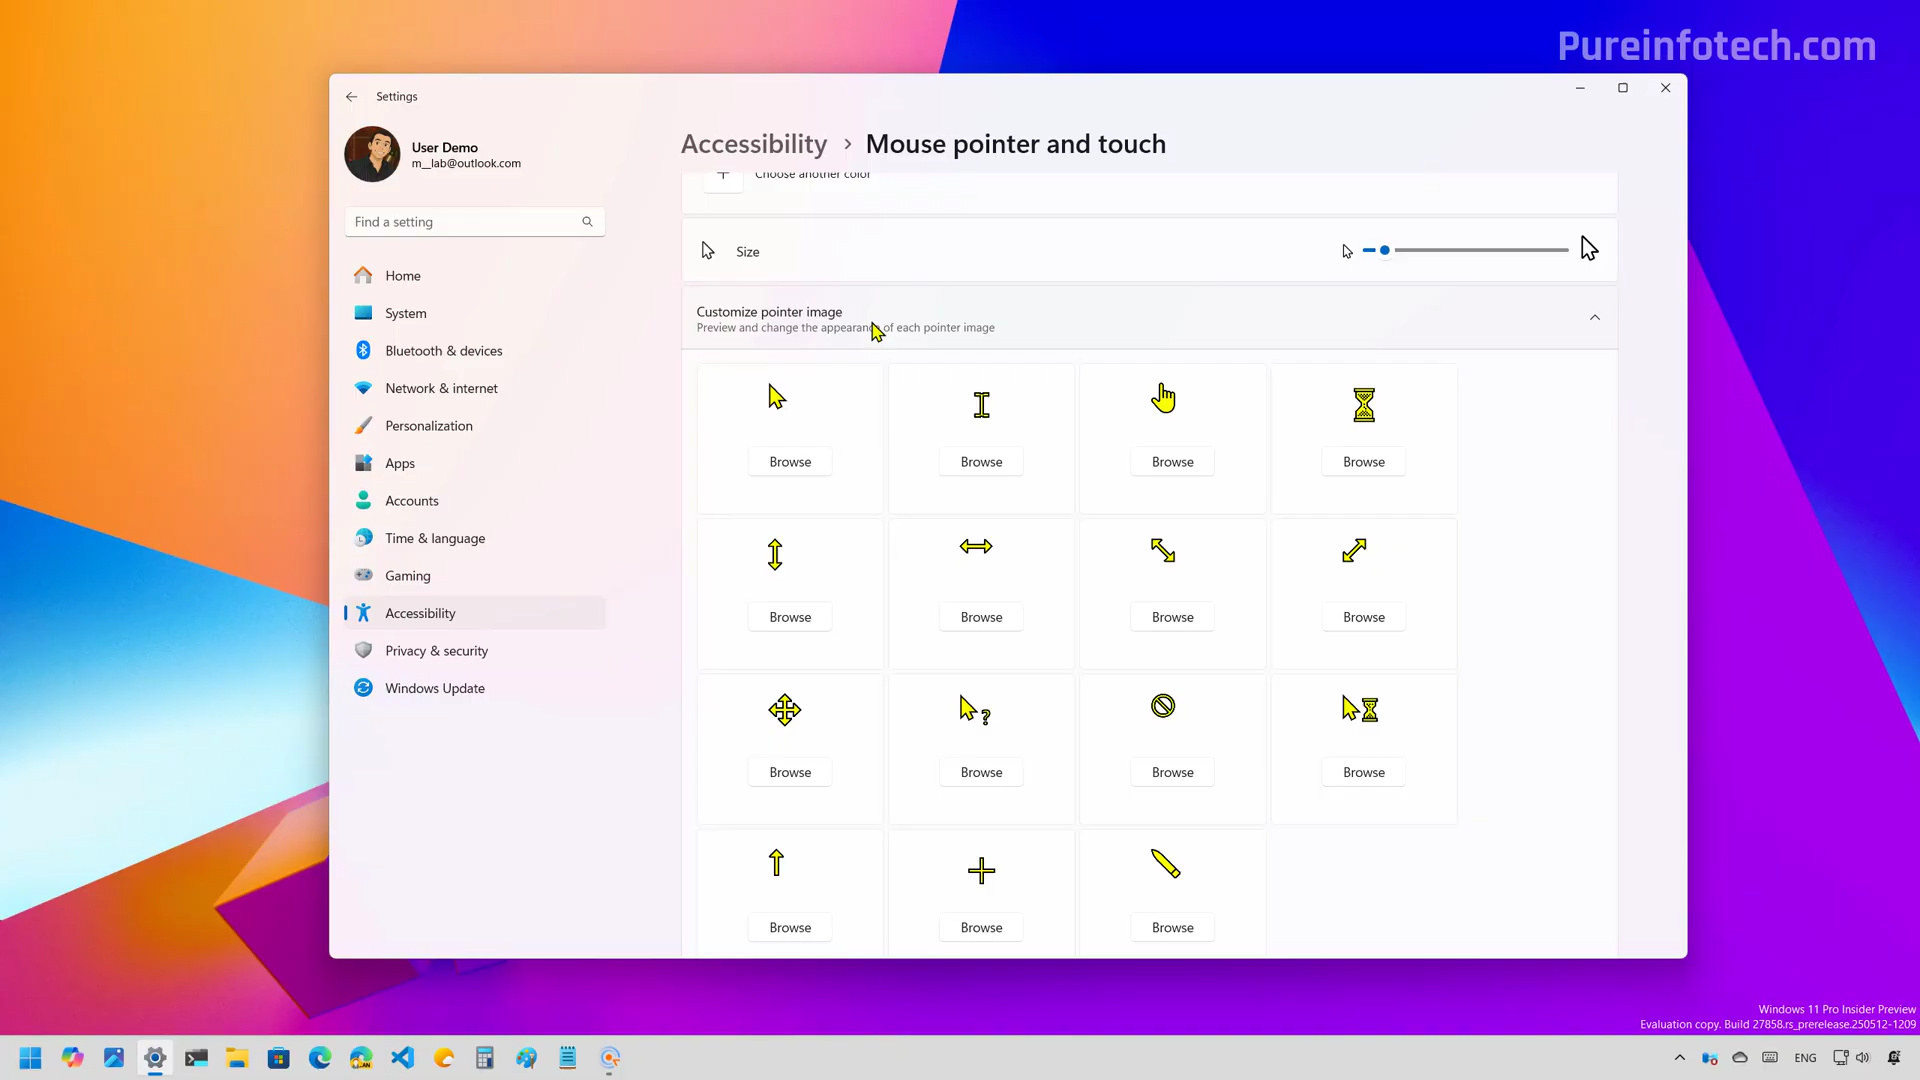 Pureinfotech.com
Settings
User Demo
m__lab@outlook.com
Find a setting
Home
System
Bluetooth & devices
Network & internet
Personalization
Apps
Accounts
Time & language
Gaming
Accessibility
Privacy & security
Windows Update
Accessibility › Mouse pointer and touch
Choose another color
Size
Customize pointer image
Preview and change the appearance of each pointer image
Browse Browse Browse Browse
Browse Browse Browse Browse
?
Browse Browse Browse Browse
Browse Browse Browse
Windows 11 Pro Insider Preview
Evaluation copy. Build 27858.rs_prerelease.250512-1209
CAN
ENG